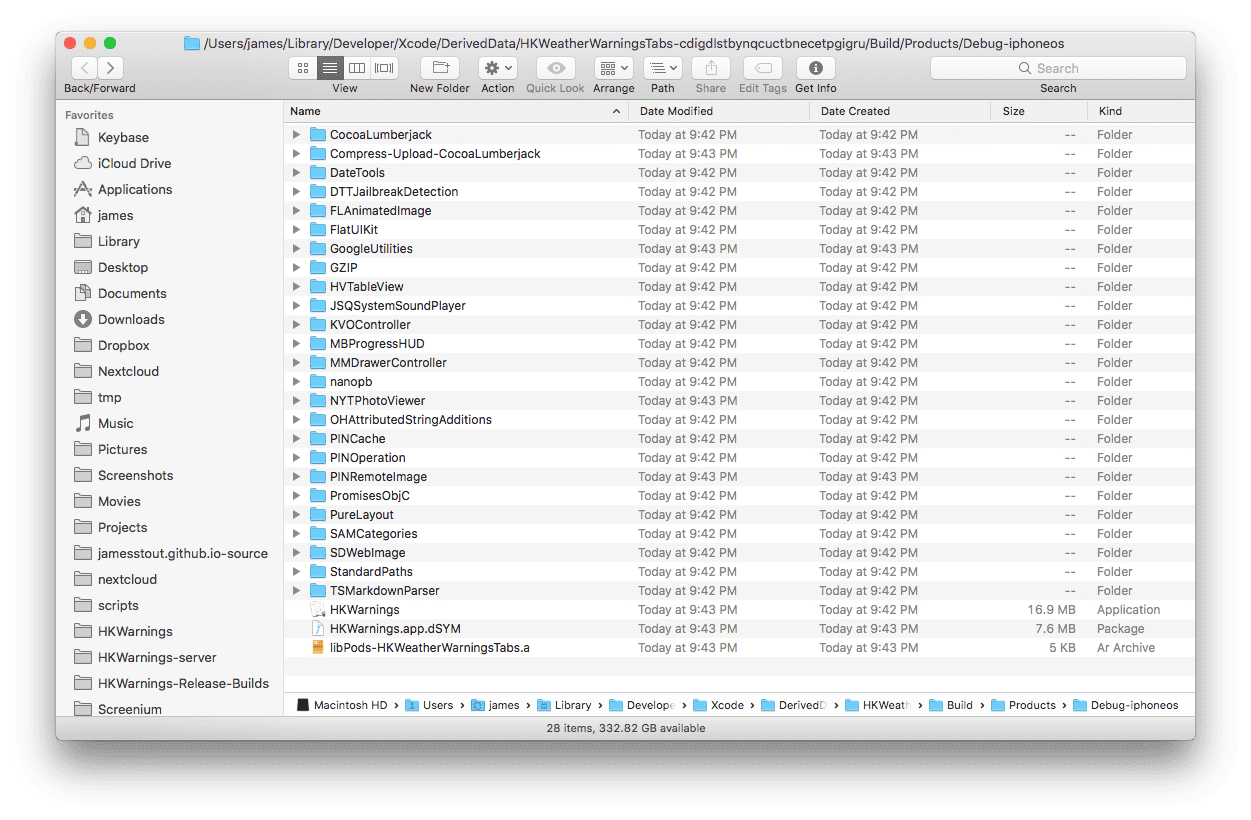 /Users/james/Library/Developer/Xcode/DerivedData/HKWeatherWarningsTabs-cdigdlstbynqcuctbnecetpgigru/Build/Products/Debug-iphoneos
Back/Forward View New Folder Action Quick Look Arrange Path Share Edit Tags Get Info Search
Search
Favorites
Keybase
iCloud Drive
Applications
james
Library
Desktop
Documents
Downloads
Dropbox
Nextcloud
tmp
Music
Pictures
Screenshots
Movies
Projects
jamesstout.github.io-source
nextcloud
scripts
HKWarnings
HKWarnings-server
HKWarnings-Release-Builds
Screenium
Name Date Modified Date Created Size Kind
CocoaLumberjack Today at 9:42 PM Today at 9:42 PM -- Folder
Compress-Upload-CocoaLumberjack Today at 9:43 PM Today at 9:43 PM -- Folder
DateTools Today at 9:42 PM Today at 9:42 PM -- Folder
DTTJailbreakDetection Today at 9:42 PM Today at 9:42 PM -- Folder
FLAnimatedImage Today at 9:42 PM Today at 9:42 PM -- Folder
FlatUIKit Today at 9:42 PM Today at 9:42 PM -- Folder
GoogleUtilities Today at 9:43 PM Today at 9:42 PM -- Folder
GZIP Today at 9:42 PM Today at 9:42 PM -- Folder
HVTableView Today at 9:42 PM Today at 9:42 PM -- Folder
JSQSystemSoundPlayer Today at 9:42 PM Today at 9:42 PM -- Folder
KVOController Today at 9:42 PM Today at 9:42 PM -- Folder
MBProgressHUD Today at 9:42 PM Today at 9:42 PM -- Folder
MMDrawerController Today at 9:42 PM Today at 9:42 PM -- Folder
nanopb Today at 9:42 PM Today at 9:42 PM -- Folder
NYTPhotoViewer Today at 9:43 PM Today at 9:42 PM -- Folder
OHAttributedStringAdditions Today at 9:42 PM Today at 9:42 PM -- Folder
PINCache Today at 9:42 PM Today at 9:42 PM -- Folder
PINOperation Today at 9:42 PM Today at 9:42 PM -- Folder
PINRemoteImage Today at 9:43 PM Today at 9:42 PM -- Folder
PromisesObjC Today at 9:42 PM Today at 9:42 PM -- Folder
PureLayout Today at 9:42 PM Today at 9:42 PM -- Folder
SAMCategories Today at 9:42 PM Today at 9:42 PM -- Folder
SDWebImage Today at 9:42 PM Today at 9:42 PM -- Folder
StandardPaths Today at 9:42 PM Today at 9:42 PM -- Folder
TSMarkdownParser Today at 9:42 PM Today at 9:42 PM -- Folder
HKWarnings Today at 9:43 PM Today at 9:42 PM 16.9 MB Application
HKWarnings.app.dSYM Today at 9:43 PM Today at 9:43 PM 7.6 MB Package
libPods-HKWeatherWarningsTabs.a Today at 9:43 PM Today at 9:43 PM 5 KB Ar Archive
Macintosh HD › Users › james › Library › Develope › Xcode › DerivedD › HKWeath › Build › Products › Debug-iphoneos
28 items, 332.82 GB available